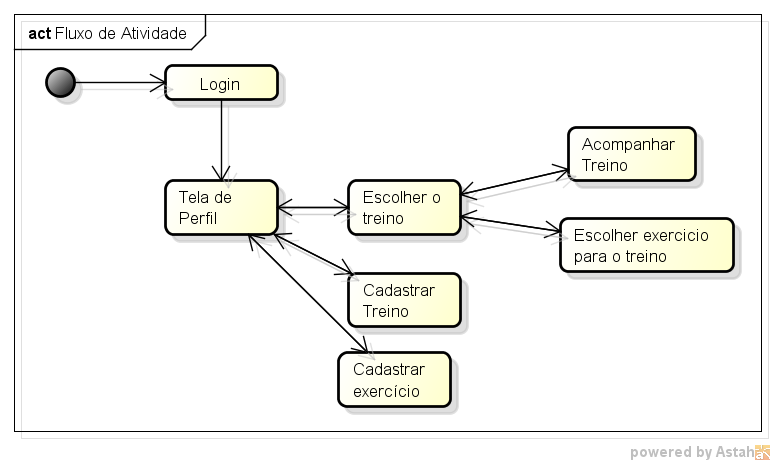 act Fluxo de Atividade
Login
Tela de
Perfil
Escolher o
treino
Acompanhar
Treino
Escolher exercicio
para o treino
Cadastrar
Treino
Cadastrar
exercício
powered by Astah